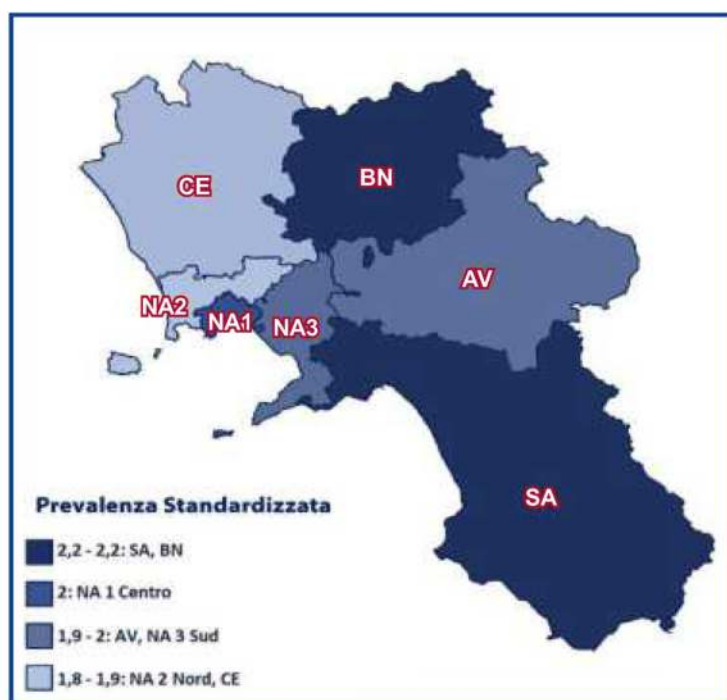 CE
BN
AV
NA2
NA1
NA3
SA
Prevalenza Standardizzata
2,2 - 2,2: SA, BN
2: NA 1 Centro
1,9 - 2: AV, NA 3 Sud
1,8 - 1,9: NA 2 Nord, CE